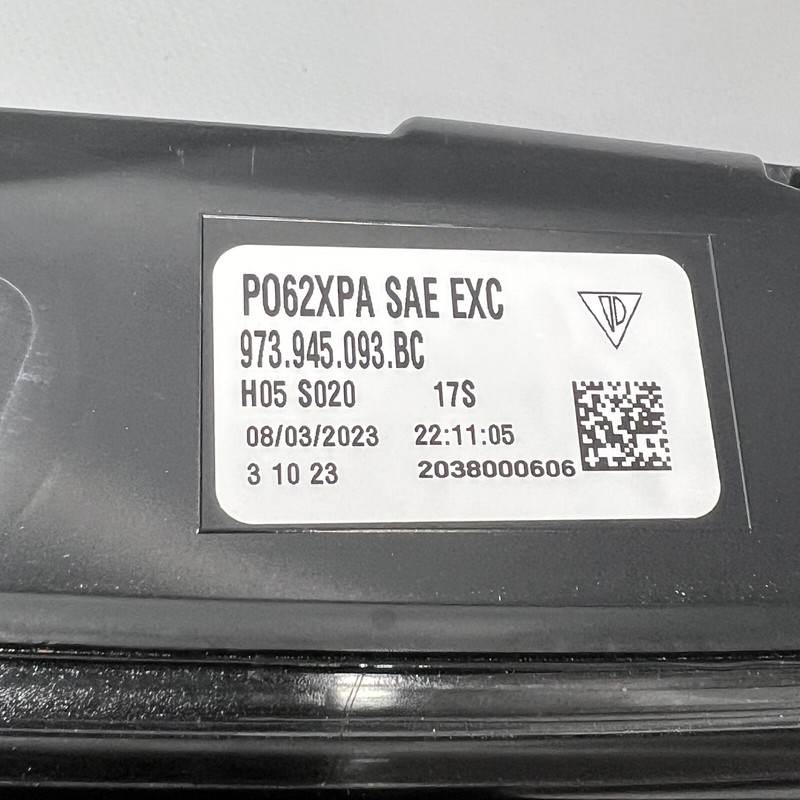 PO62XPA SAE EXC
973.945.093.BC
H05 S020 17S
08/03/2023 22:11:05
3 10 23 2038000606